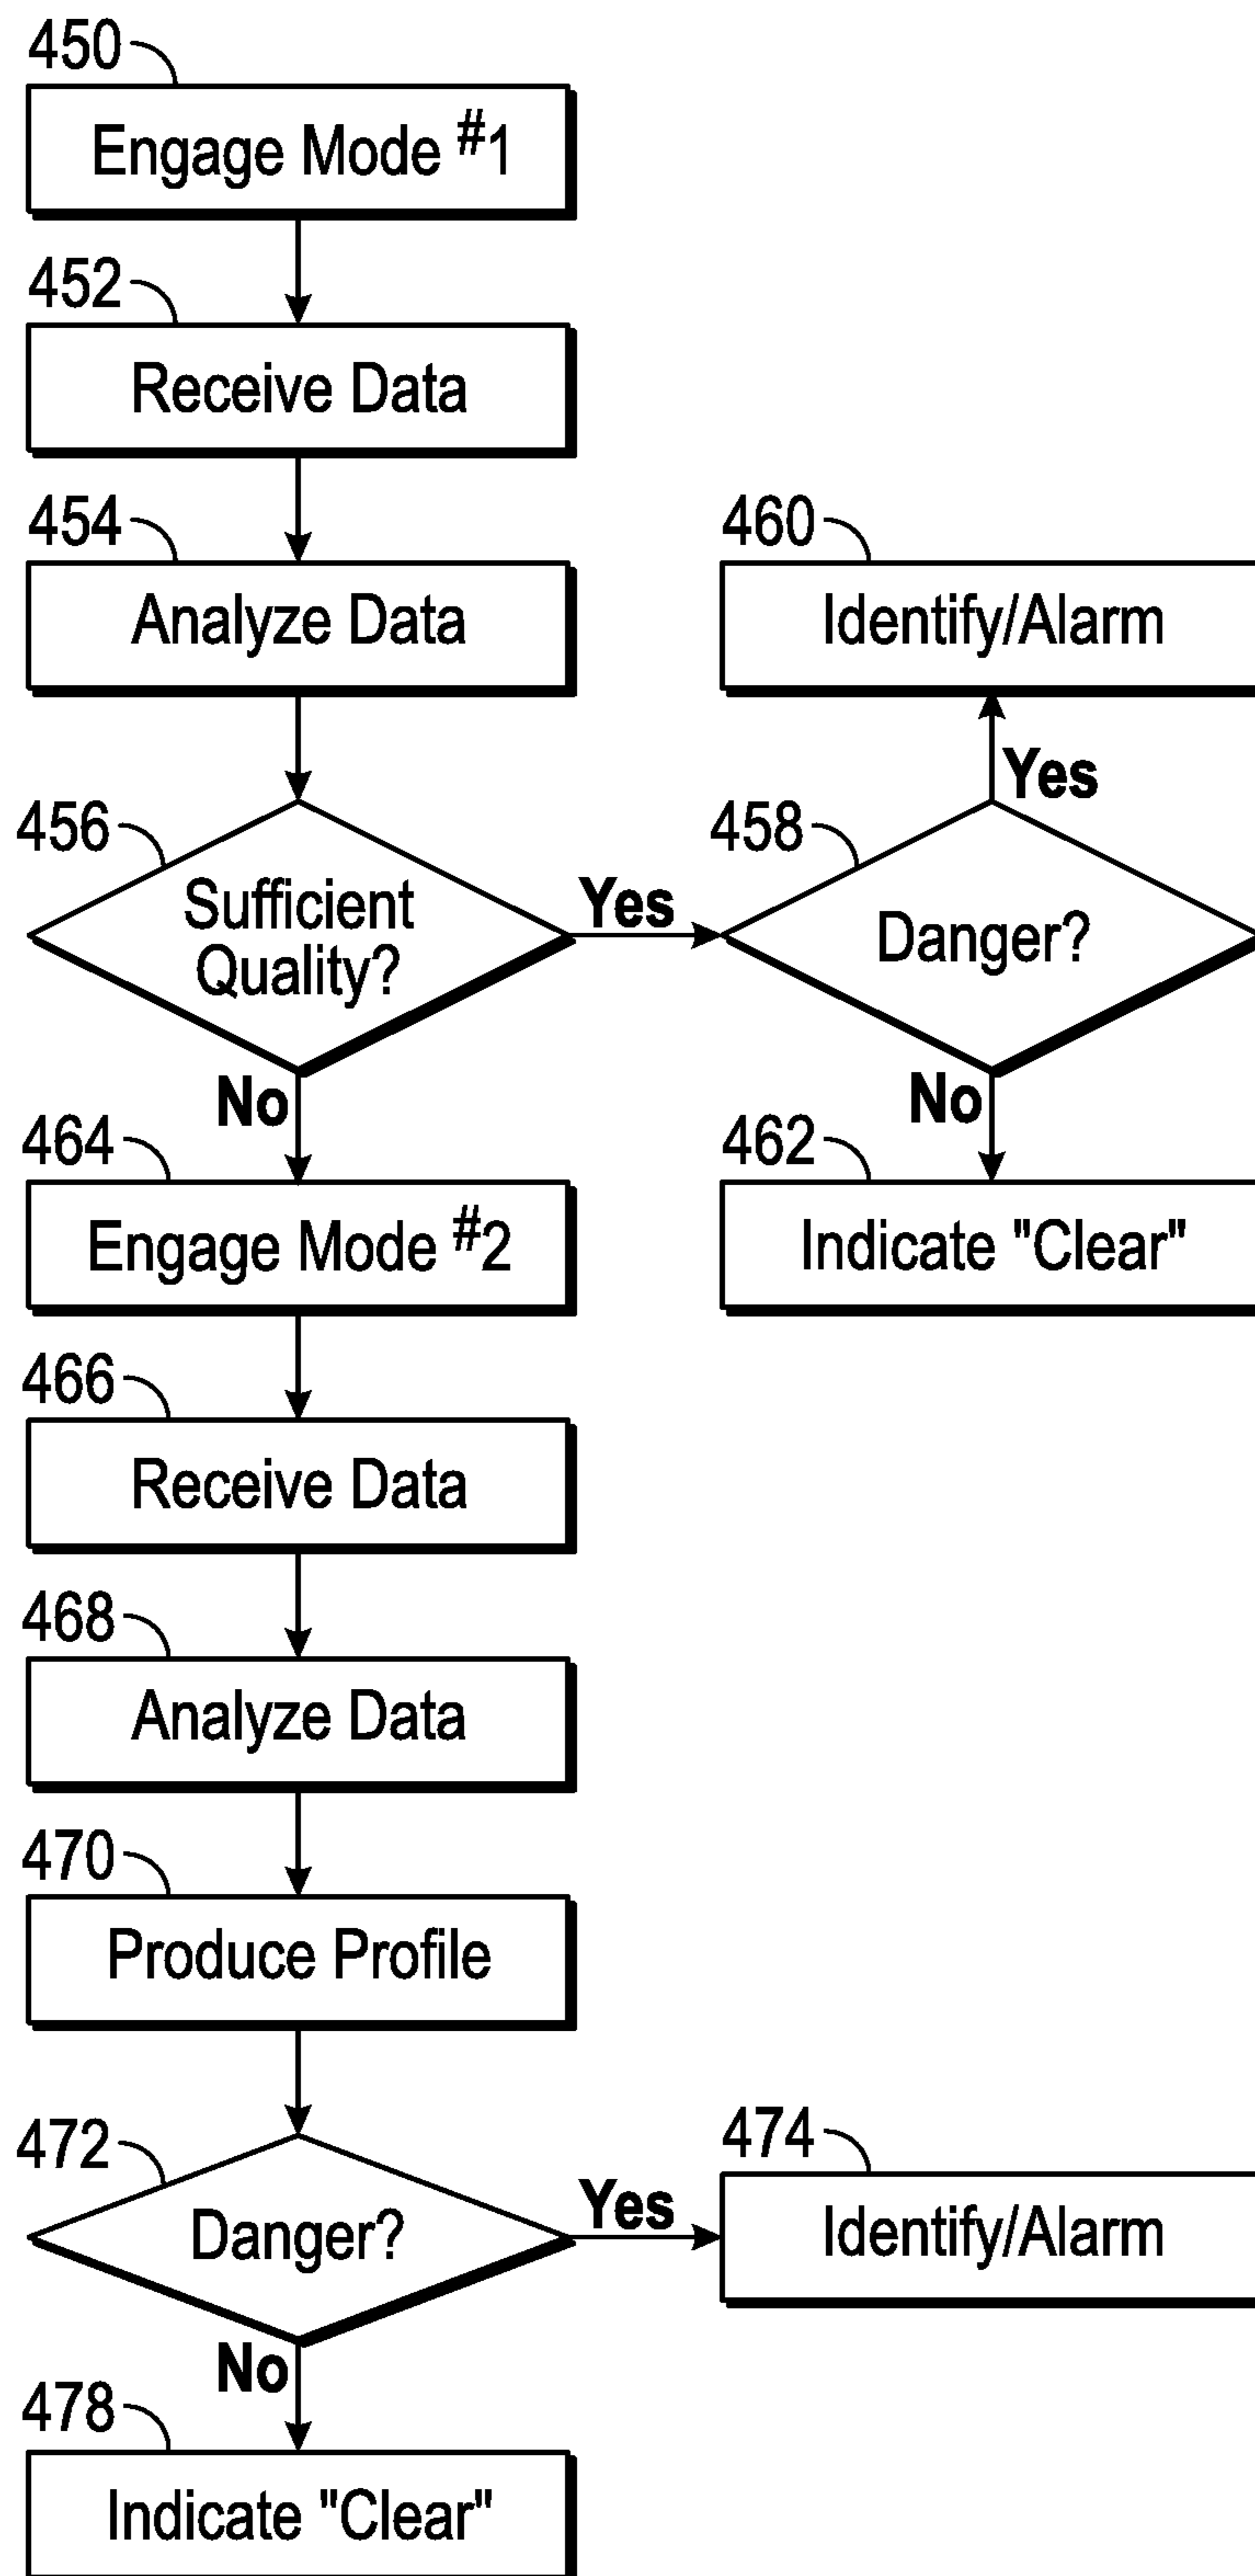 450
Engage Mode #1
452
Receive Data
454
Analyze Data
460
Identify/Alarm
Yes
456
Sufficient
Quality?
Yes
458
Danger?
No
No
464
Engage Mode #2
462
Indicate "Clear"
466
Receive Data
468
Analyze Data
470
Produce Profile
472
Danger?
Yes
474
Identify/Alarm
No
478
Indicate "Clear"